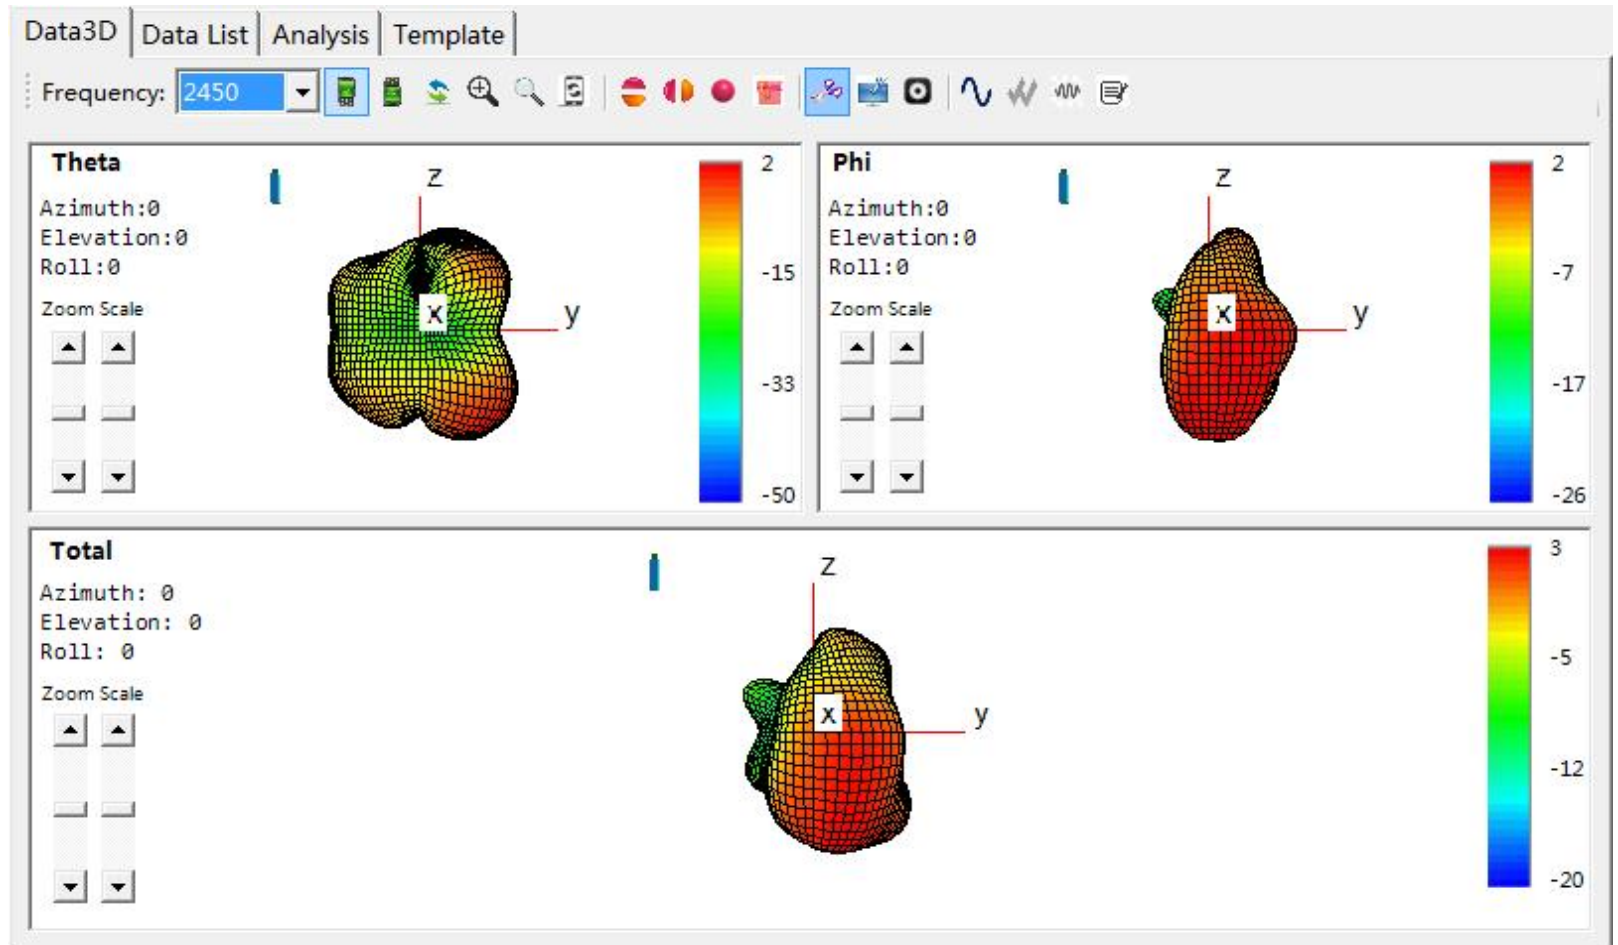 Data3D Data List Analysis Template
Frequency: 2450
Theta
Azimuth:0
Elevation:0
Roll:0
Zoom Scale
z
x
y
2
-15
-33
-50
Phi
Azimuth:0
Elevation:0
Roll:0
Zoom Scale
z
x
y
2
-7
-17
-26
Total
Azimuth: 0
Elevation: 0
Roll: 0
Zoom Scale
z
x
y
3
-5
-12
-20